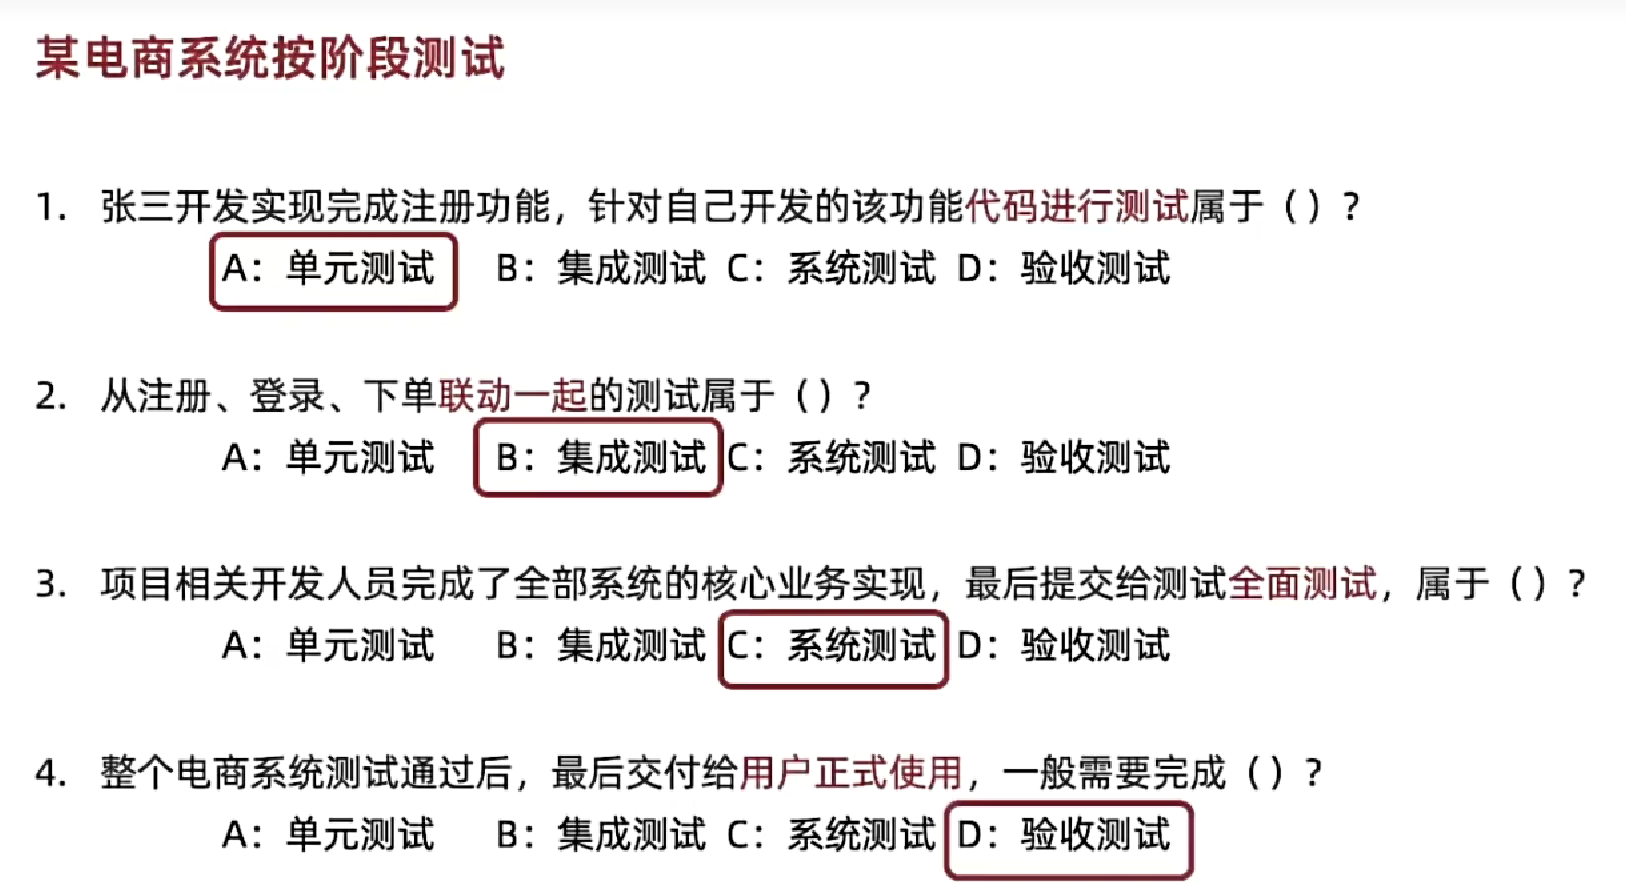 某电商系统按阶段测试
1. 张三开发实现完成注册功能，针对自己开发的该功能代码进行测试属于（）？
A：单元测试 B：集成测试 C：系统测试 D：验收测试
2. 从注册、登录、下单联动一起的测试属于（）？
A：单元测试 B：集成测试 C：系统测试 D：验收测试
3. 项目相关开发人员完成了全部系统的核心业务实现，最后提交给测试全面测试，属于（）？
A：单元测试 B：集成测试 C：系统测试 D：验收测试
4. 整个电商系统测试通过后，最后交付给用户正式使用，一般需要完成（）？
A：单元测试 B：集成测试 C：系统测试 D：验收测试